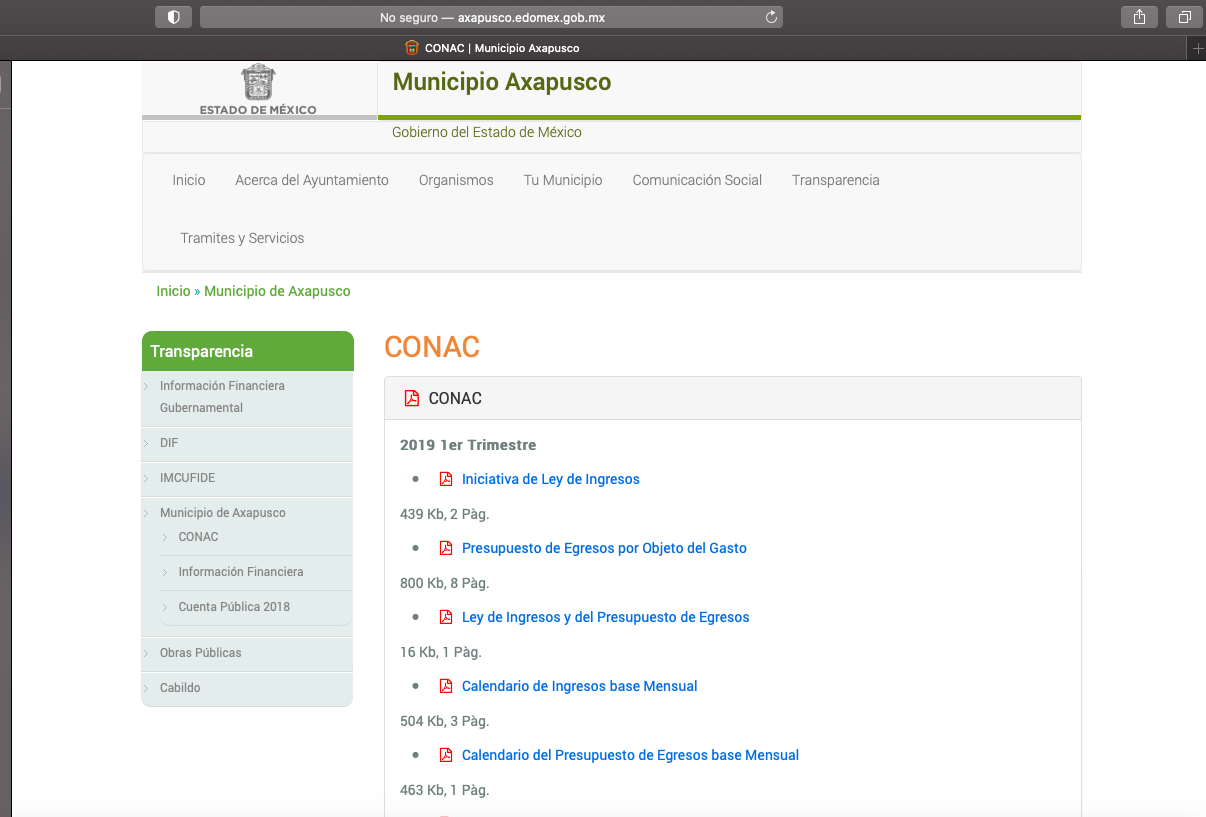 No seguro — axapusco.edomex.gob.mx
CONAC | Municipio Axapusco
ESTADO DE MÉXICO
Municipio Axapusco
Gobierno del Estado de México
Inicio Acerca del Ayuntamiento Organismos Tu Municipio Comunicación Social Transparencia
Tramites y Servicios
Inicio » Municipio de Axapusco
Transparencia
Información Financiera
Gubernamental
DIF
IMCUFIDE
Municipio de Axapusco
CONAC
Información Financiera
Cuenta Pública 2018
Obras Públicas
Cabildo
CONAC
CONAC
2019 1er Trimestre
Iniciativa de Ley de Ingresos
439 Kb, 2 Pàg.
Presupuesto de Egresos por Objeto del Gasto
800 Kb, 8 Pàg.
Ley de Ingresos y del Presupuesto de Egresos
16 Kb, 1 Pàg.
Calendario de Ingresos base Mensual
504 Kb, 3 Pàg.
Calendario del Presupuesto de Egresos base Mensual
463 Kb, 1 Pàg.